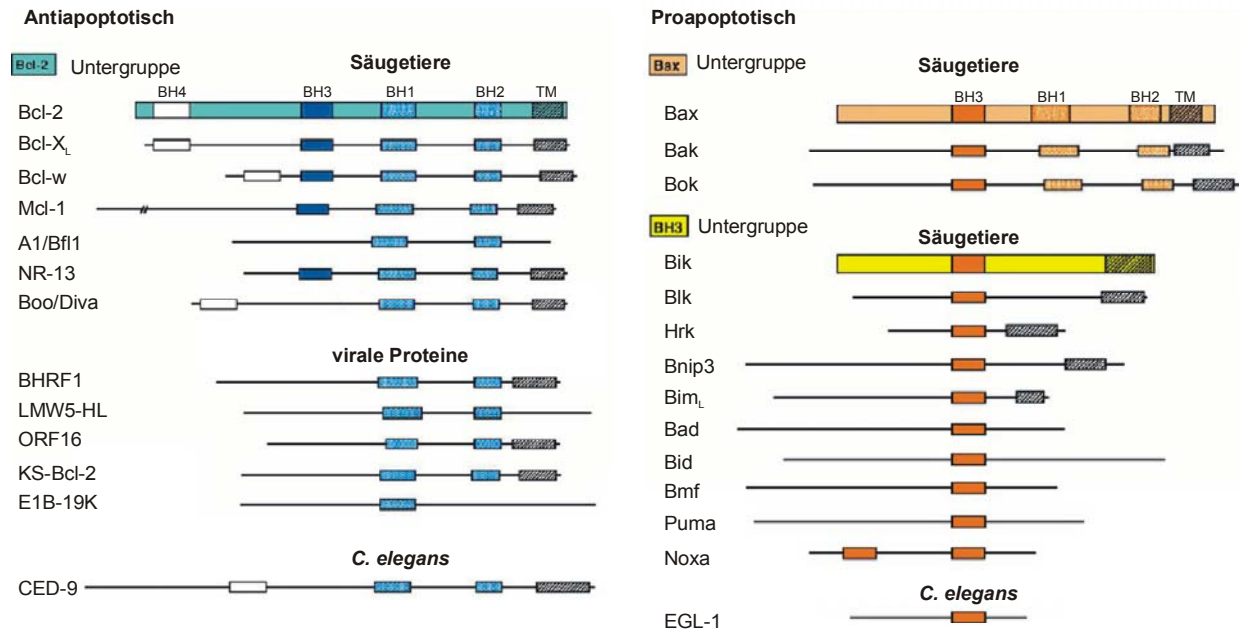 Antiapoptotisch
Bcl-2 Untergruppe
Säugetiere
BH4 BH3 BH1 BH2 TM
Bcl-2
Bcl-XL
Bcl-w
Mcl-1
A1/Bfl1
NR-13
Boo/Diva
virale Proteine
BHRF1
LMW5-HL
ORF16
KS-Bcl-2
E1B-19K
C. elegans
CED-9
Proapoptotisch
Bax Untergruppe
Säugetiere
BH3 BH1 BH2 TM
Bax
Bak
Bok
BH3 Untergruppe
Säugetiere
Bik
Blk
Hrk
Bnip3
BimL
Bad
Bid
Bmf
Puma
Noxa
C. elegans
EGL-1